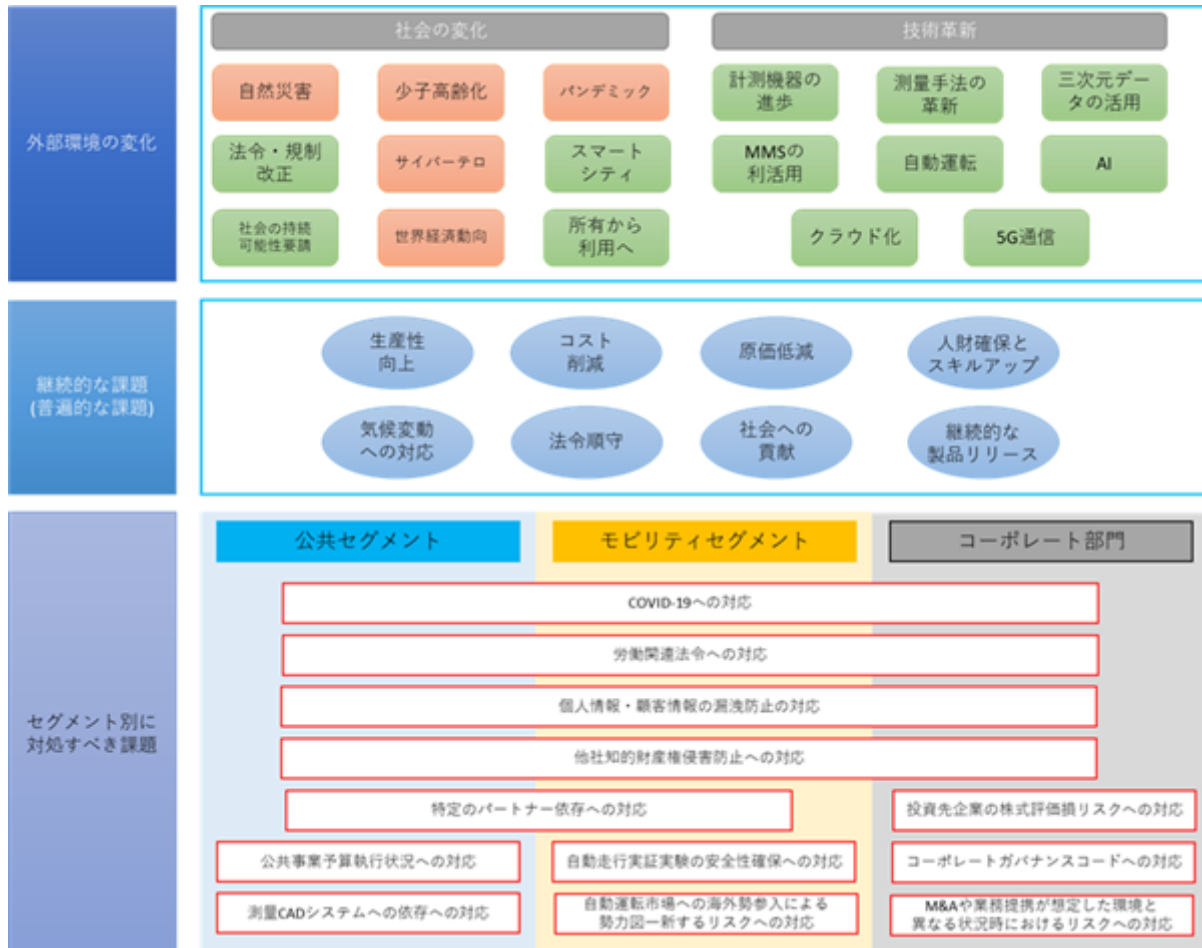 外部環境の変化
社会の変化
技術革新
自然災害
少子高齢化
パンデミック
計測機器の
進歩
測量手法の
革新
三次元デー
タの活用
法令・規制
改正
サイバーテロ
スマート
シティ
MMSの
利活用
自動運転
AI
社会の持続
可能性要請
世界経済動向
所有から
利用へ
クラウド化
5G通信
継続的な課題
(普遍的な課題)
生産性
向上
コスト
削減
原価低減
人財確保と
スキルアップ
気候変動
への対応
法令順守
社会への
貢献
継続的な
製品リリース
セグメント別に
対処すべき課題
公共セグメント
モビリティセグメント
コーポレート部門
COVID-19への対応
労働関連法令への対応
個人情報・顧客情報の漏洩防止の対応
他社知的財産権侵害防止への対応
特定のパートナー依存への対応
投資先企業の株式評価損リスクへの対応
公共事業予算執行状況への対応
自動走行実証実験の安全性確保への対応
コーポレートガバナンスコードへの対応
測量CADシステムへの依存への対応
自動運転市場への海外勢参入による
勢力図一新するリスクへの対応
M&Aや業務提携が想定した環境と
異なる状況時におけるリスクへの対応